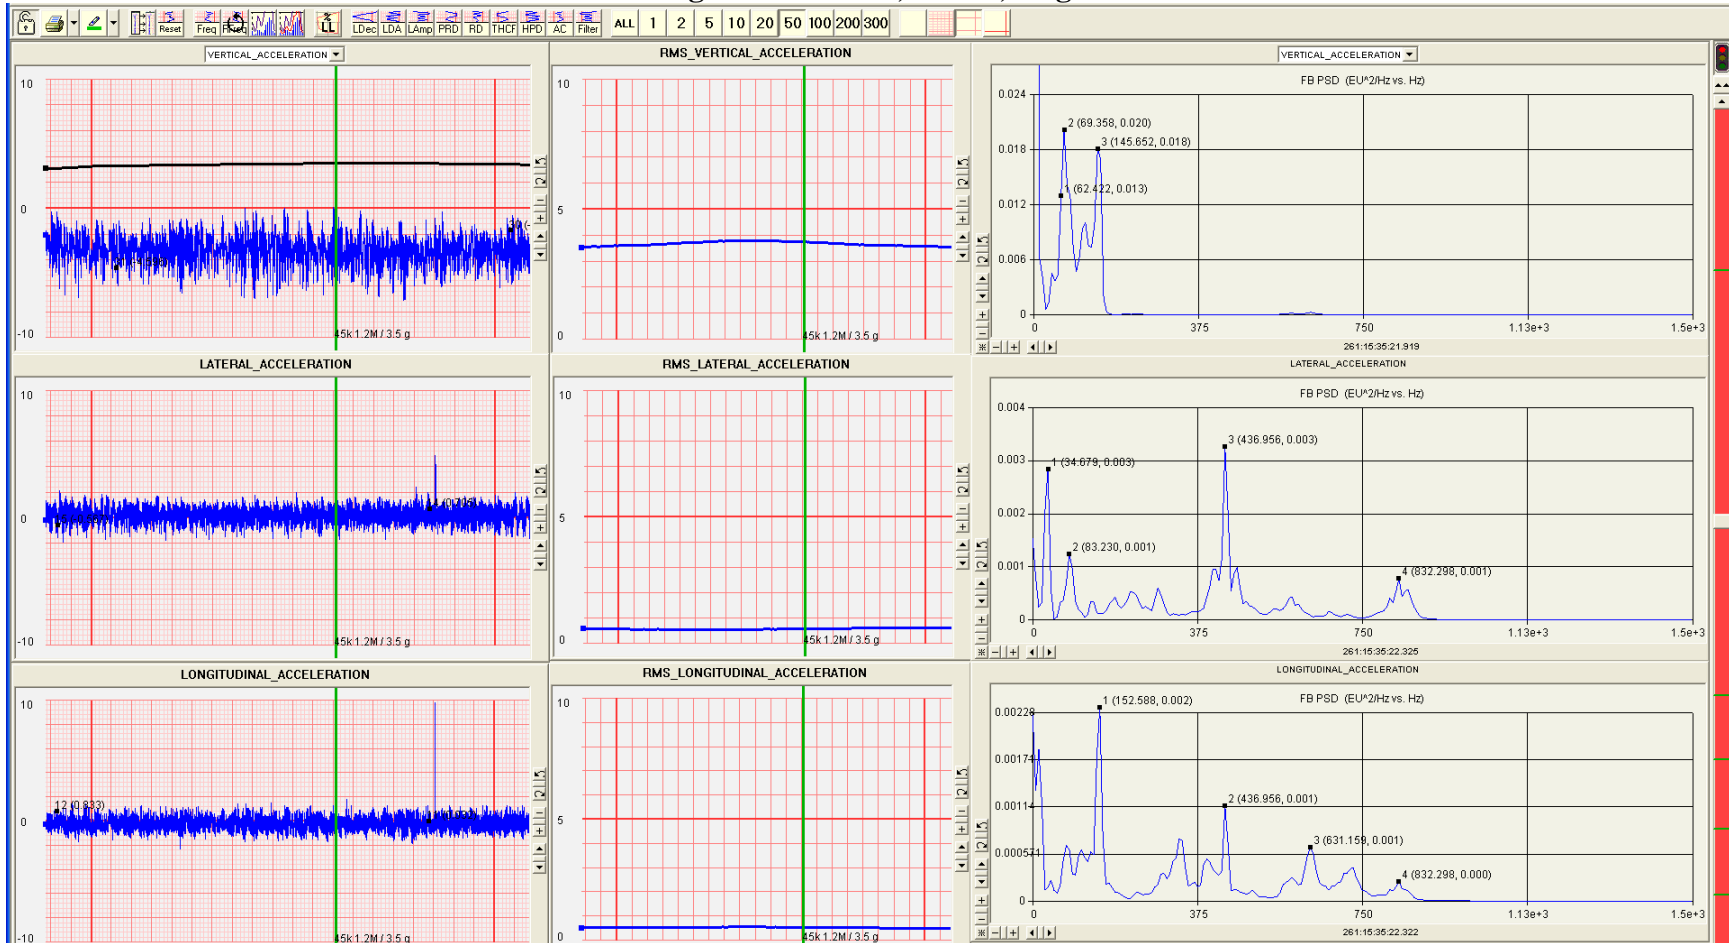 Reset Freq LL LDec LDA LAmp PRD RD THCF HPD AC Filter ALL 1 2 5 10 20 50 100 200 300
VERTICAL_ACCELERATION
10
0
-10
45k 1.2M / 3.5 g
RMS_VERTICAL_ACCELERATION
10
5
0
45k 1.2M / 3.5 g
VERTICAL_ACCELERATION
FB PSD (EU^2/Hz vs. Hz)
0.024
0.018
0.012
0.006
0
2 (69.358, 0.020)
3 (145.652, 0.018)
1 (62.422, 0.013)
0 375 750 1.13e+3 1.5e+3
261:15:35:21.919
LATERAL_ACCELERATION
10
0
-10
45k 1.2M / 3.5 g
RMS_LATERAL_ACCELERATION
10
5
0
45k 1.2M / 3.5 g
LATERAL_ACCELERATION
FB PSD (EU^2/Hz vs. Hz)
0.004
0.003
0.002
0.001
0
3 (436.956, 0.003)
1 (34.679, 0.003)
2 (83.230, 0.001)
4 (832.298, 0.001)
0 375 750 1.13e+3 1.5e+3
261:15:35:22.325
LONGITUDINAL_ACCELERATION
10
12 (0.833)
0
-10
45k 1.2M / 3.5 g
RMS_LONGITUDINAL_ACCELERATION
10
5
0
45k 1.2M / 3.5 g
LONGITUDINAL_ACCELERATION
FB PSD (EU^2/Hz vs. Hz)
0.00228
0.00171
0.00114
0.000571
0
1 (152.588, 0.002)
2 (436.956, 0.001)
3 (631.159, 0.001)
4 (832.298, 0.000)
0 375 750 1.13e+3 1.5e+3
261:15:35:22.322